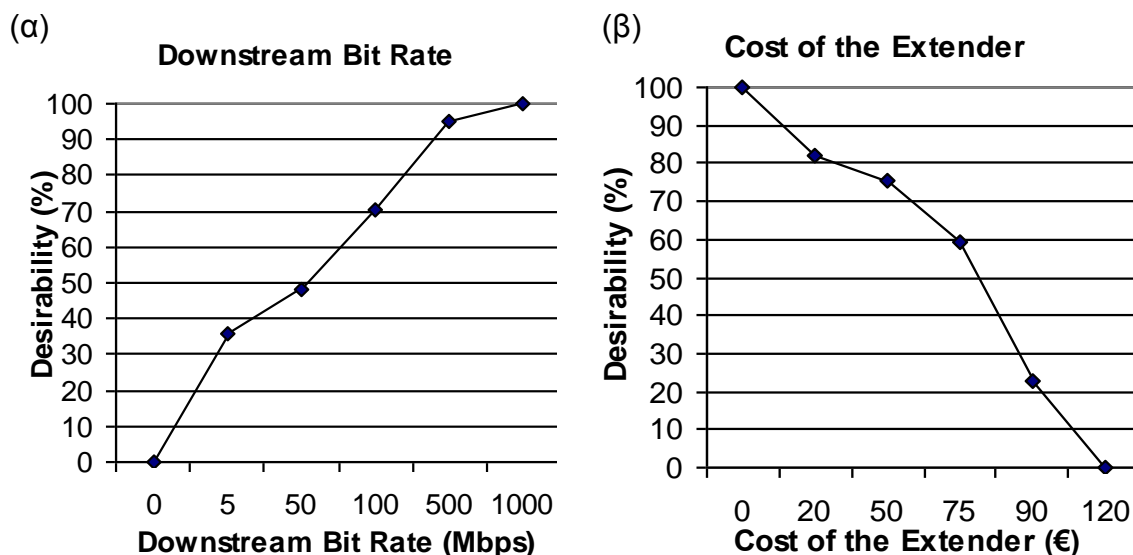 (α)
Downstream Bit Rate
Desirability (%)
100
90
80
70
60
50
40
30
20
10
0
0 5 50 100 500 1000
Downstream Bit Rate (Mbps)
(β)
Cost of the Extender
Desirability (%)
100
90
80
70
60
50
40
30
20
10
0
0 20 50 75 90 120
Cost of the Extender (€)